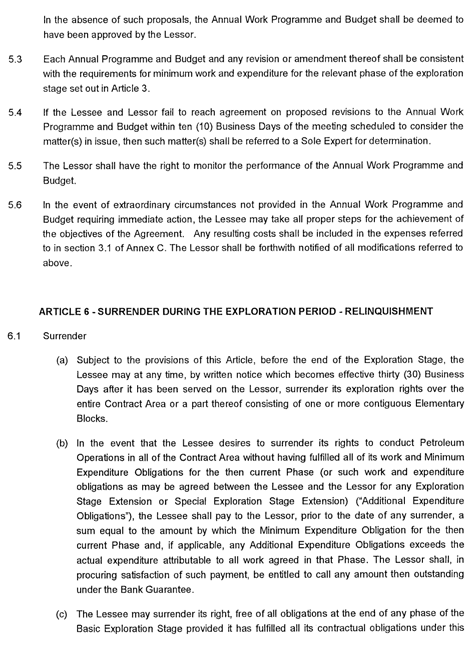 In the absence of such proposals, the Annual Work Programme and Budget shall be deemed to
have been approved by the Lessor.
5.3 Each Annual Programme and Budget and any revision or amendment thereof shall be consistent
with the requirements for minimum work and expenditure for the relevant phase of the exploration
stage set out in Article 3.
5.4 If the Lessee and Lessor fail to reach agreement on proposed revisions to the Annual Work
Programme and Budget within ten (10) Business Days of the meeting scheduled to consider the
matter(s) in issue, then such matter(s) shall be referred to a Sole Expert for determination.
5.5 The Lessor shall have the right to monitor the performance of the Annual Work Programme and
Budget.
5.6 In the event of extraordinary circumstances not provided in the Annual Work Programme and
Budget requiring immediate action, the Lessee may take all proper steps for the achievement of
the objectives of the Agreement. Any resulting costs shall be included in the expenses referred
to in section 3.1 of Annex C. The Lessor shall be forthwith notified of all modifications referred to
above.
ARTICLE 6 - SURRENDER DURING THE EXPLORATION PERIOD - RELINQUISHMENT
6.1 Surrender
(a) Subject to the provisions of this Article, before the end of the Exploration Stage, the
Lessee may at any time, by written notice which becomes effective thirty (30) Business
Days after it has been served on the Lessor, surrender its exploration rights over the
entire Contract Area or a part thereof consisting of one or more contiguous Elementary
Blocks.
(b) In the event that the Lessee desires to surrender its rights to conduct Petroleum
Operations in all of the Contract Area without having fulfilled all of its work and Minimum
Expenditure Obligations for the then current Phase (or such work and expenditure
obligations as may be agreed between the Lessee and the Lessor for any Exploration
Stage Extension or Special Exploration Stage Extension) ("Additional Expenditure
Obligations"), the Lessee shall pay to the Lessor, prior to the date of any surrender, a
sum equal to the amount by which the Minimum Expenditure Obligation for the then
current Phase and, if applicable, any Additional Expenditure Obligations exceeds the
actual expenditure attributable to all work agreed in that Phase. The Lessor shall, in
procuring satisfaction of such payment, be entitled to call any amount then outstanding
under the Bank Guarantee.
(c) The Lessee may surrender its right, free of all obligations at the end of any phase of the
Basic Exploration Stage provided it has fulfilled all its contractual obligations under this